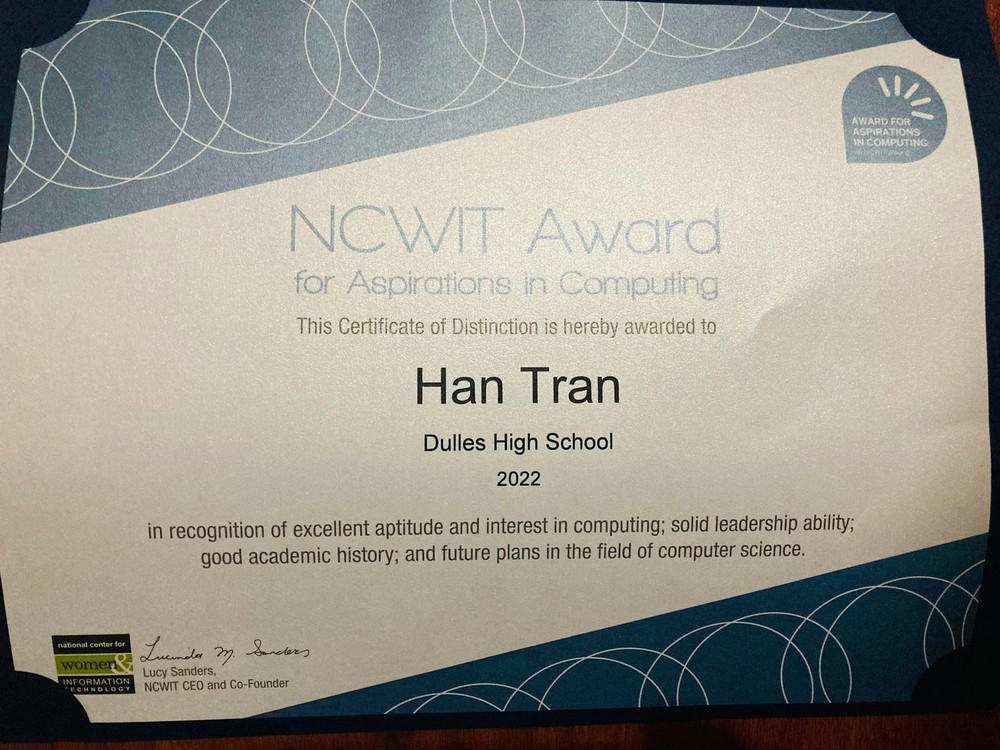 AWARD FOR
ASPIRATIONS
IN COMPUTING
NCWIT Award
for Aspirations in Computing
This Certificate of Distinction is hereby awarded to
Han Tran
Dulles High School
2022
in recognition of excellent aptitude and interest in computing; solid leadership ability;
good academic history; and future plans in the field of computer science.
national center for
women &
INFORMATION
TECHNOLOGY
Lucinda M. Sanders
Lucy Sanders,
NCWIT CEO and Co-Founder